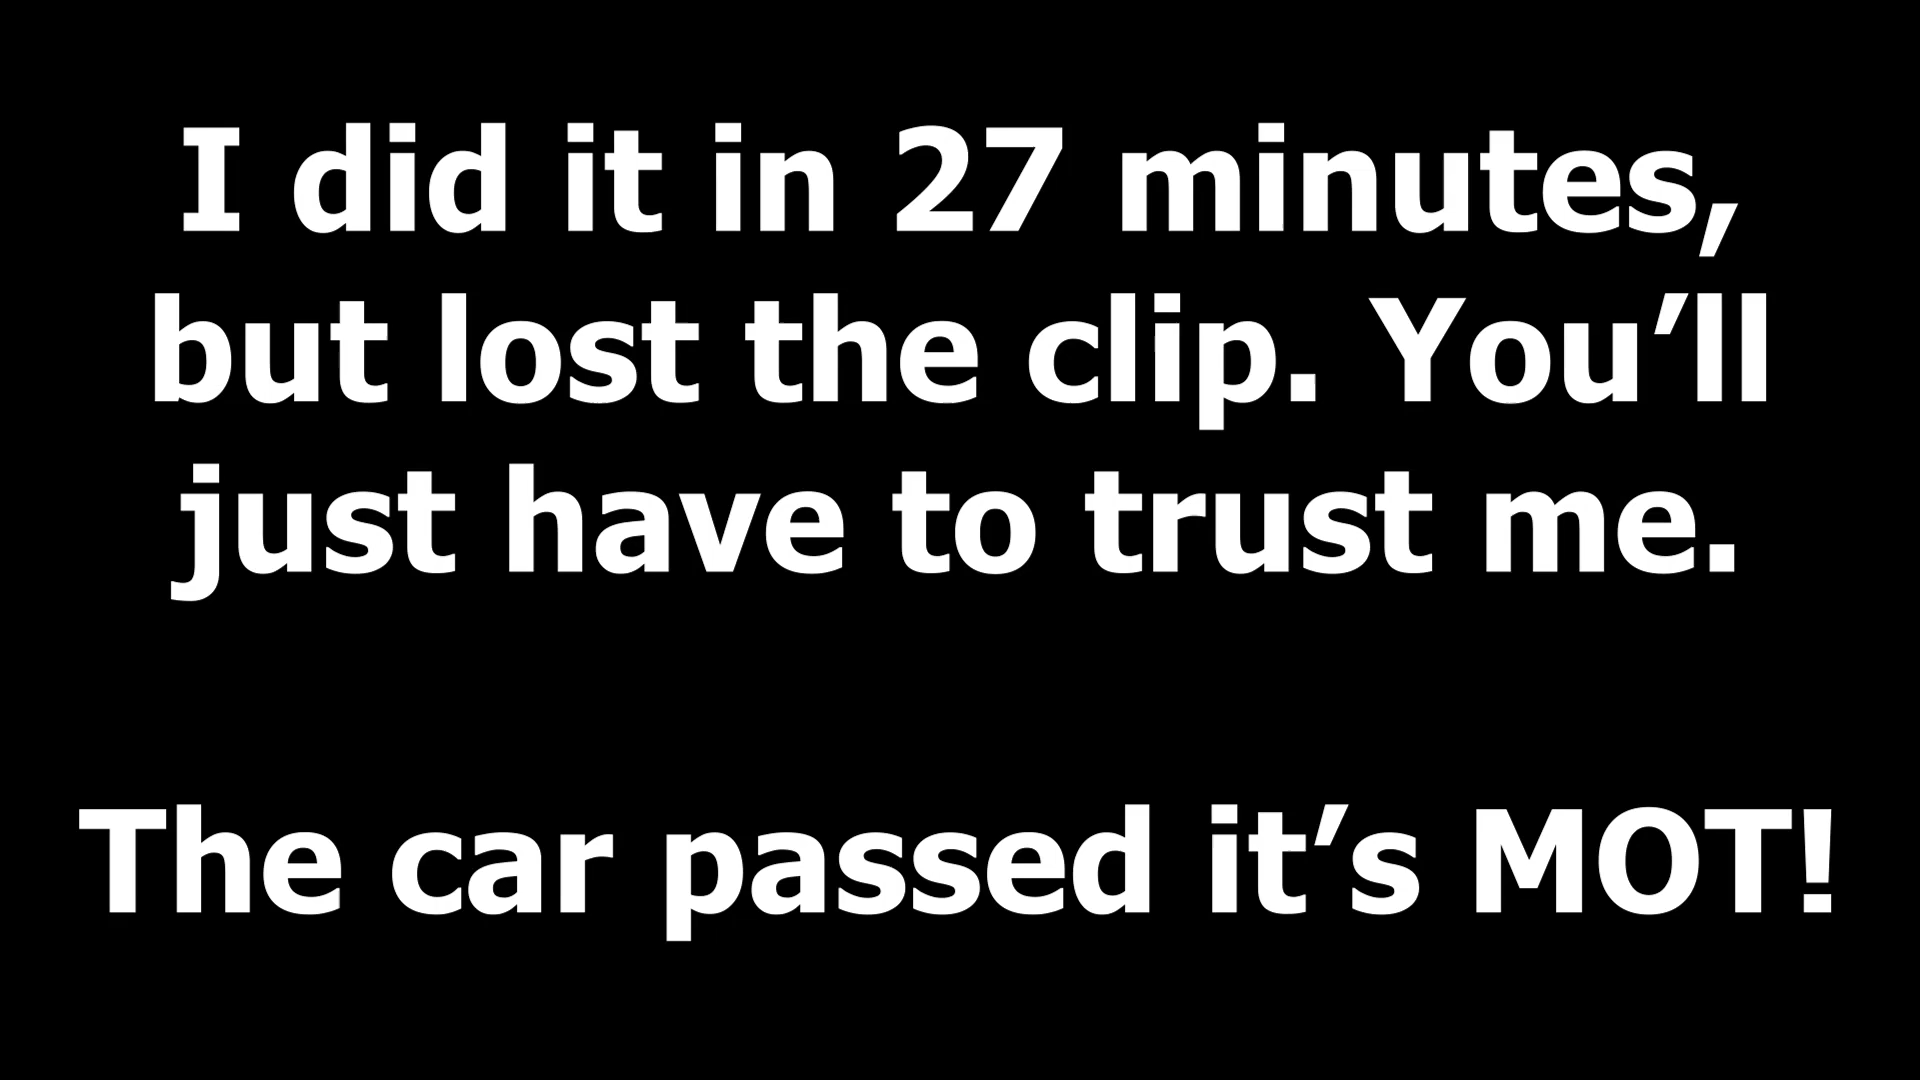 I did it in 27 minutes,
but lost the clip. You’ll
just have to trust me.
The car passed it’s MOT!